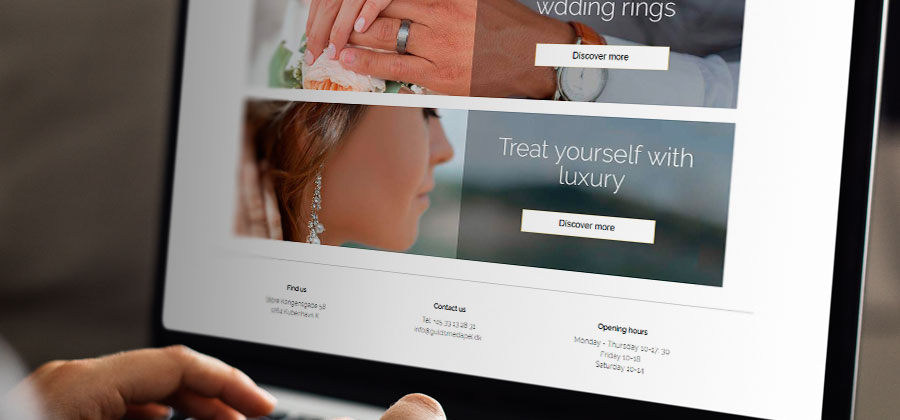 wdding rings
Discover more
Treat yourself with
luxury
Discover more
Find us
Store Kongensgade 58
1264 København K
Contact us
Tel. +45 33 13 28 31
info@guldsmedepel.dk
Opening hours
Monday - Thursday 10-17:30
Friday 10-18
Saturday 10-14